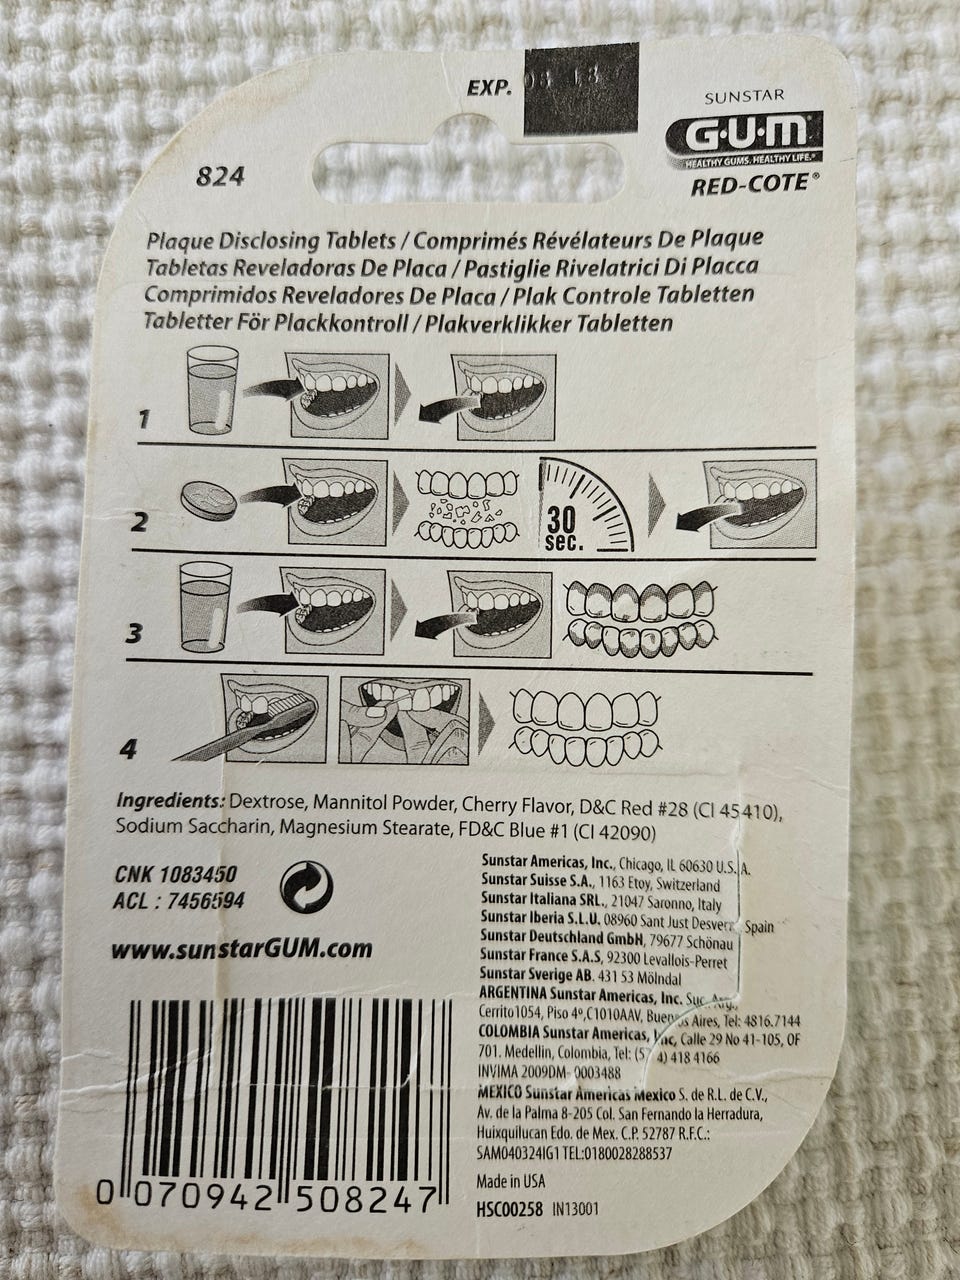 EXP. 08 18
SUNSTAR
G·U·M®
HEALTHY GUMS. HEALTHY LIFE.®
RED-COTE®
824
Plaque Disclosing Tablets / Comprimés Révélateurs De Plaque
Tabletas Reveladoras De Placa / Pastiglie Rivelatrici Di Placca
Comprimidos Reveladores De Placa / Plak Controle Tabletten
Tabletter För Plackkontroll / Plakverklikker Tabletten
1
2
30
sec.
3
4
Ingredients: Dextrose, Mannitol Powder, Cherry Flavor, D&C Red #28 (CI 45410),
Sodium Saccharin, Magnesium Stearate, FD&C Blue #1 (CI 42090)
CNK 1083450
ACL : 7456594
www.sunstarGUM.com
Sunstar Americas, Inc., Chicago, IL 60630 U.S.A.
Sunstar Suisse S.A., 1163 Etoy, Switzerland
Sunstar Italiana SRL., 21047 Saronno, Italy
Sunstar Iberia S.L.U. 08960 Sant Just Desvern Spain
Sunstar Deutschland GmbH, 79677 Schönau
Sunstar France S.A.S, 92300 Levallois-Perret
Sunstar Sverige AB. 431 53 Mölndal
ARGENTINA Sunstar Americas, Inc. Suc. Arg.
Cerrito1054, Piso 4º,C1010AAV, Buenos Aires, Tel: 4816.7144
COLOMBIA Sunstar Americas, Inc, Calle 29 No 41-105, OF
701. Medellin, Colombia, Tel: (57 4) 418 4166
INVIMA 2009DM- 0003488
MEXICO Sunstar Americas Mexico S. de R.L. de C.V.,
Av. de la Palma 8-205 Col. San Fernando la Herradura,
Huixquilucan Edo. de Mex. C.P. 52787 R.F.C.:
SAM040324IG1 TEL:0180028288537
Made in USA
HSC00258 IN13001
0 070942 508247